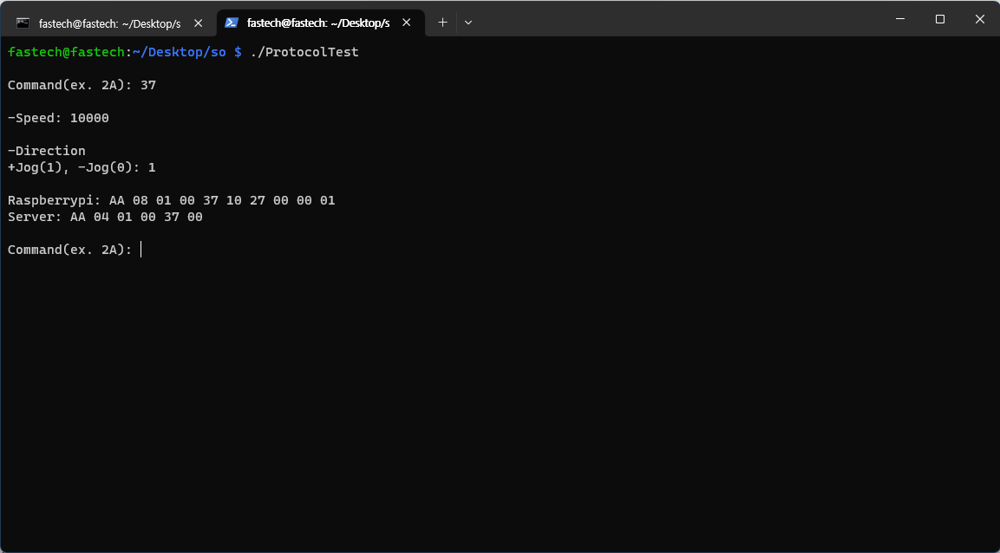 fastech@fastech: ~/Desktop/s
fastech@fastech: ~/Desktop/s
fastech@fastech:~/Desktop/so $ ./ProtocolTest
Command(ex. 2A): 37
-Speed: 10000
-Direction
+Jog(1), -Jog(0): 1
Raspberrypi: AA 08 01 00 37 10 27 00 00 01
Server: AA 04 01 00 37 00
Command(ex. 2A):